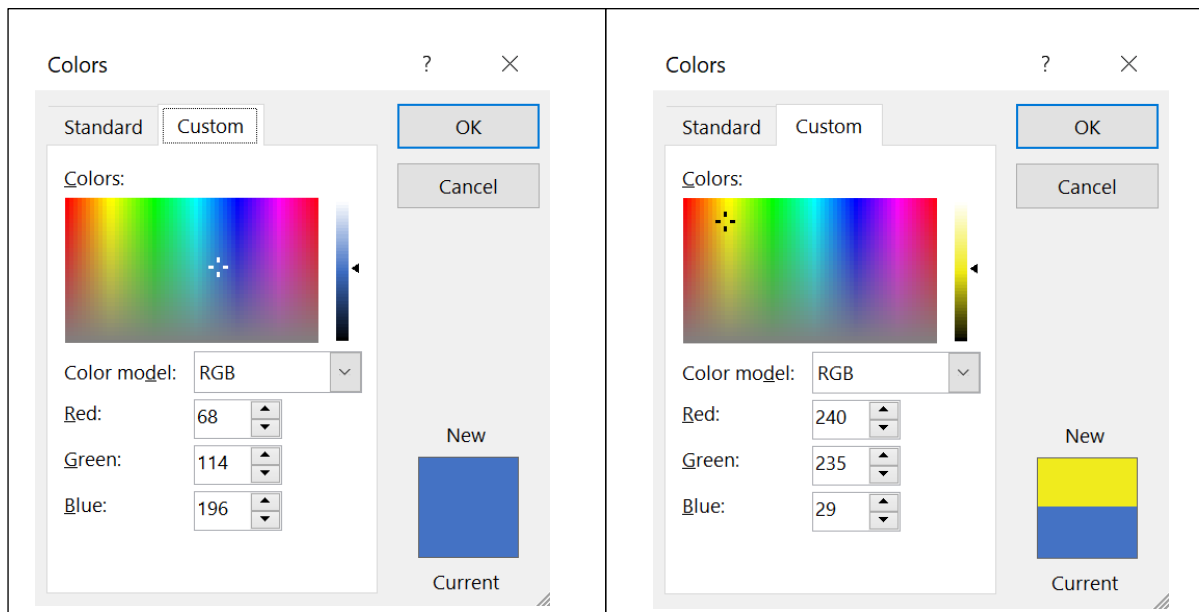 Colors ? ×
Standard Custom OK
Colors: Cancel
Color model: RGB
Red: 68
Green: 114
Blue: 196
New
Current
Colors ? ×
Standard Custom OK
Colors: Cancel
Color model: RGB
Red: 240
Green: 235
Blue: 29
New
Current